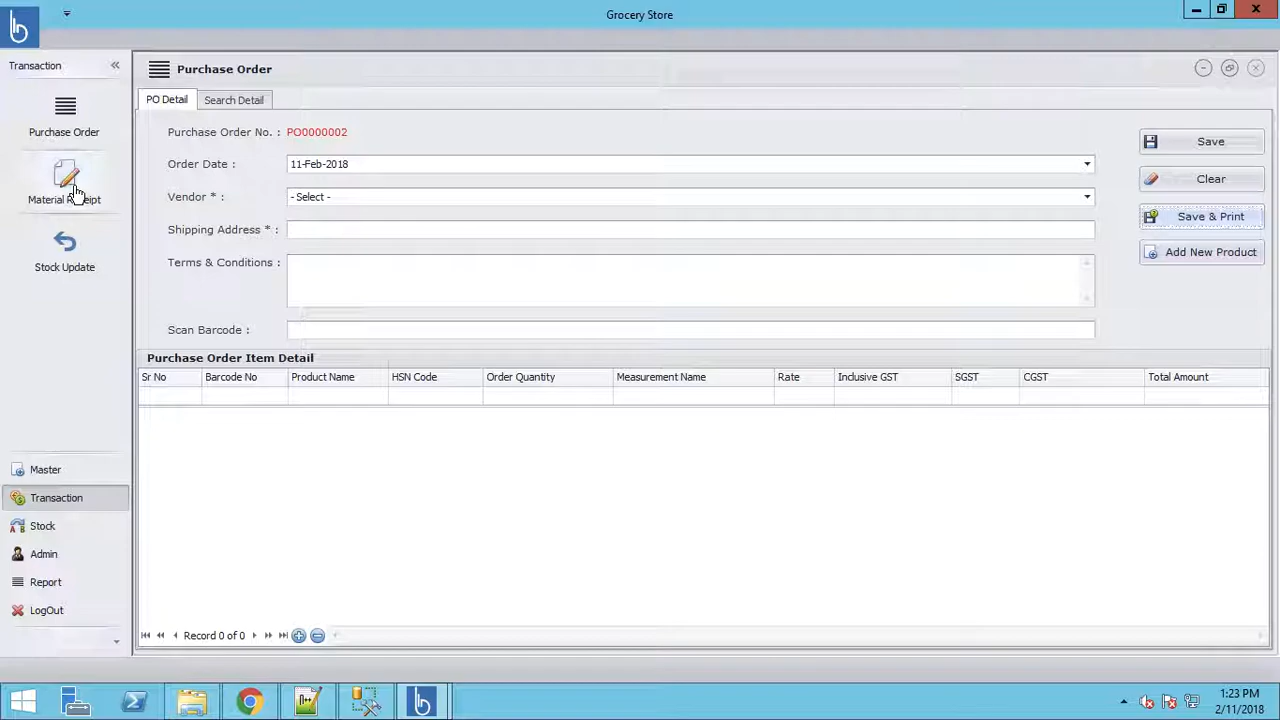 Grocery Store
Transaction
Purchase Order
Material Receipt
Stock Update
Master
Transaction
Stock
Admin
Report
LogOut
Purchase Order
PO Detail Search Detail
Purchase Order No. : PO0000002
Order Date : 11-Feb-2018
Vendor * : - Select -
Shipping Address * :
Terms & Conditions :
Scan Barcode :
Save
Clear
Save & Print
Add New Product
Purchase Order Item Detail
Sr No Barcode No Product Name HSN Code Order Quantity Measurement Name Rate Inclusive GST SGST CGST Total Amount
Record 0 of 0
1:23 PM
2/11/2018